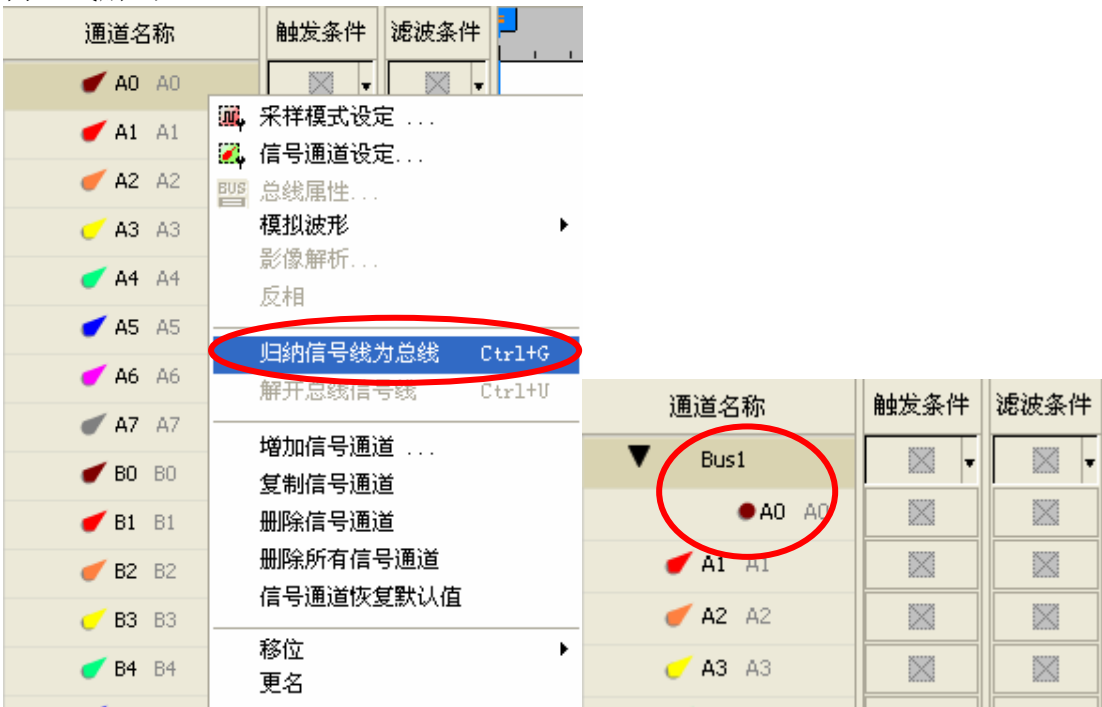 通道名称 触发条件 滤波条件
A0 A0
A1 A1
A2 A2
A3 A3
A4 A4
A5 A5
A6 A6
A7 A7
B0 B0
B1 B1
B2 B2
B3 B3
B4 B4
采样模式设定 ...
信号通道设定...
BUS 总线属性...
模拟波形
影像解析...
反相
归纳信号线为总线 Ctrl+G
解开总线信号线 Ctrl+U
增加信号通道 ...
复制信号通道
删除信号通道
删除所有信号通道
信号通道恢复默认值
移位
更名
通道名称 触发条件 滤波条件
Bus1
A0 A0
A1 A1
A2 A2
A3 A3